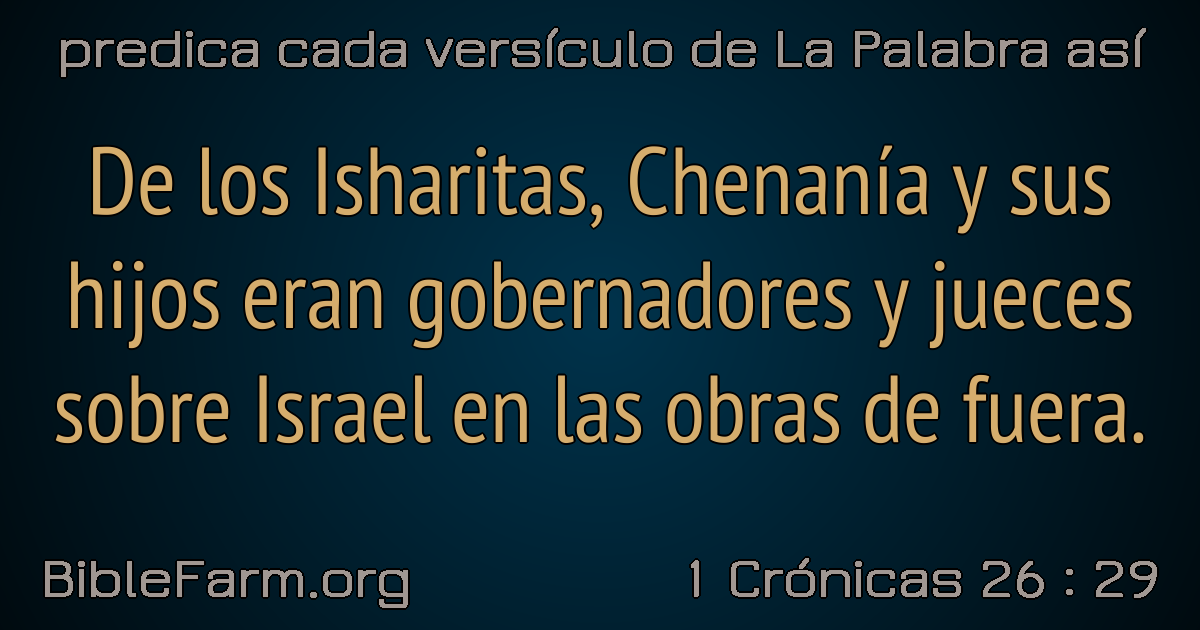 predica cada versículo de La Palabra así
De los Isharitas, Chenanía y sus
hijos eran gobernadores y jueces
sobre Israel en las obras de fuera.
BibleFarm.org
1 Crónicas 26 : 29